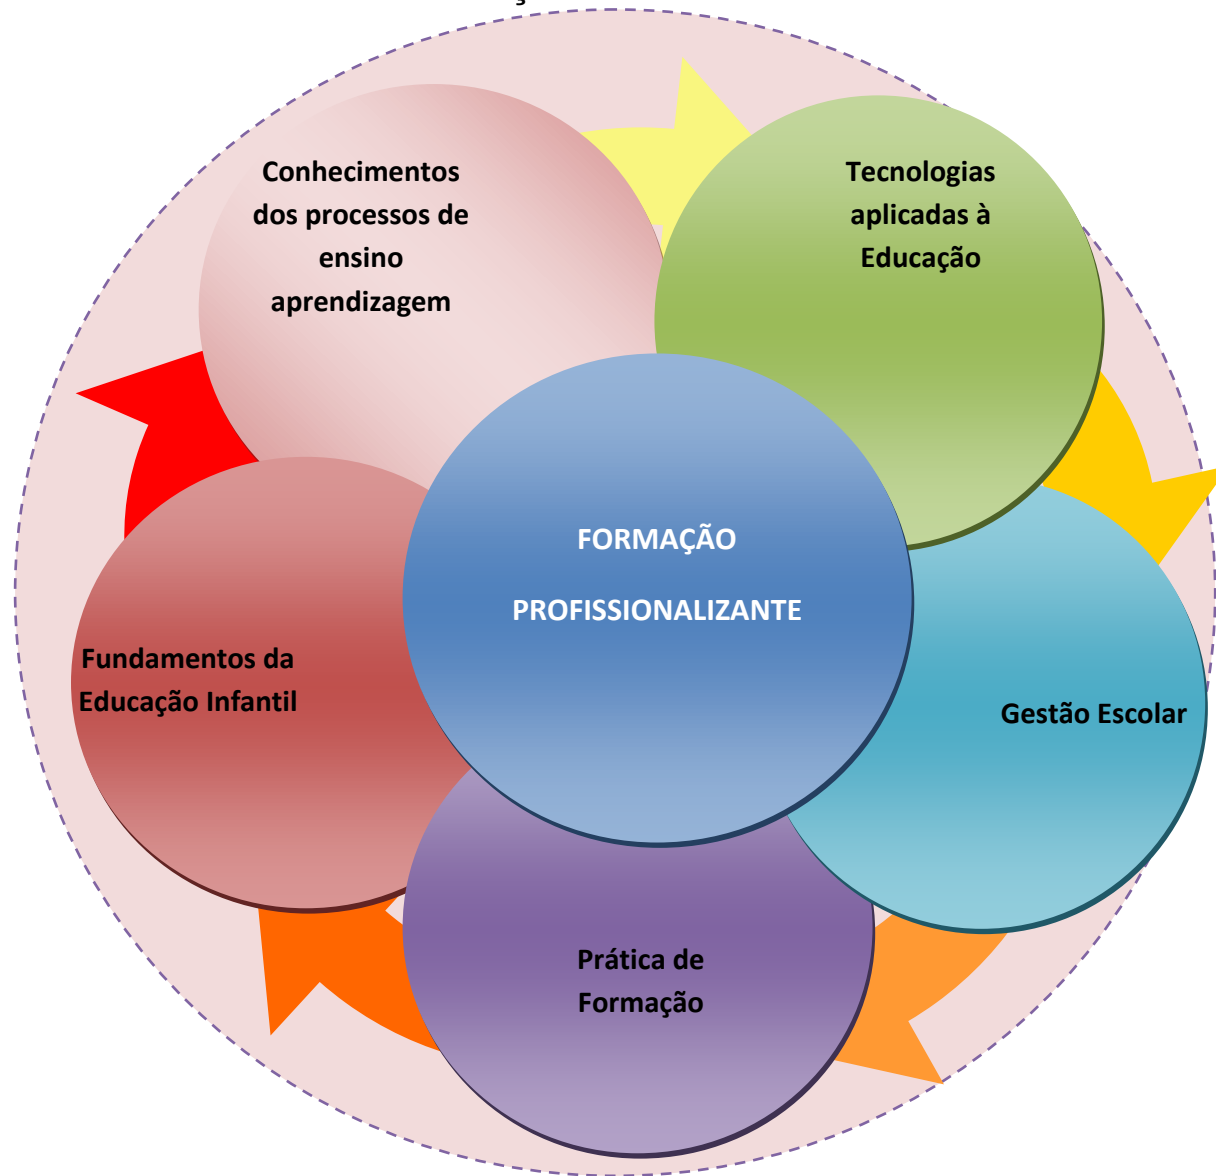 Conhecimentos
dos processos de
ensino
aprendizagem
Tecnologias
aplicadas à
Educação
FORMAÇÃO
PROFISSIONALIZANTE
Fundamentos da
Educação Infantil
Gestão Escolar
Prática de
Formação